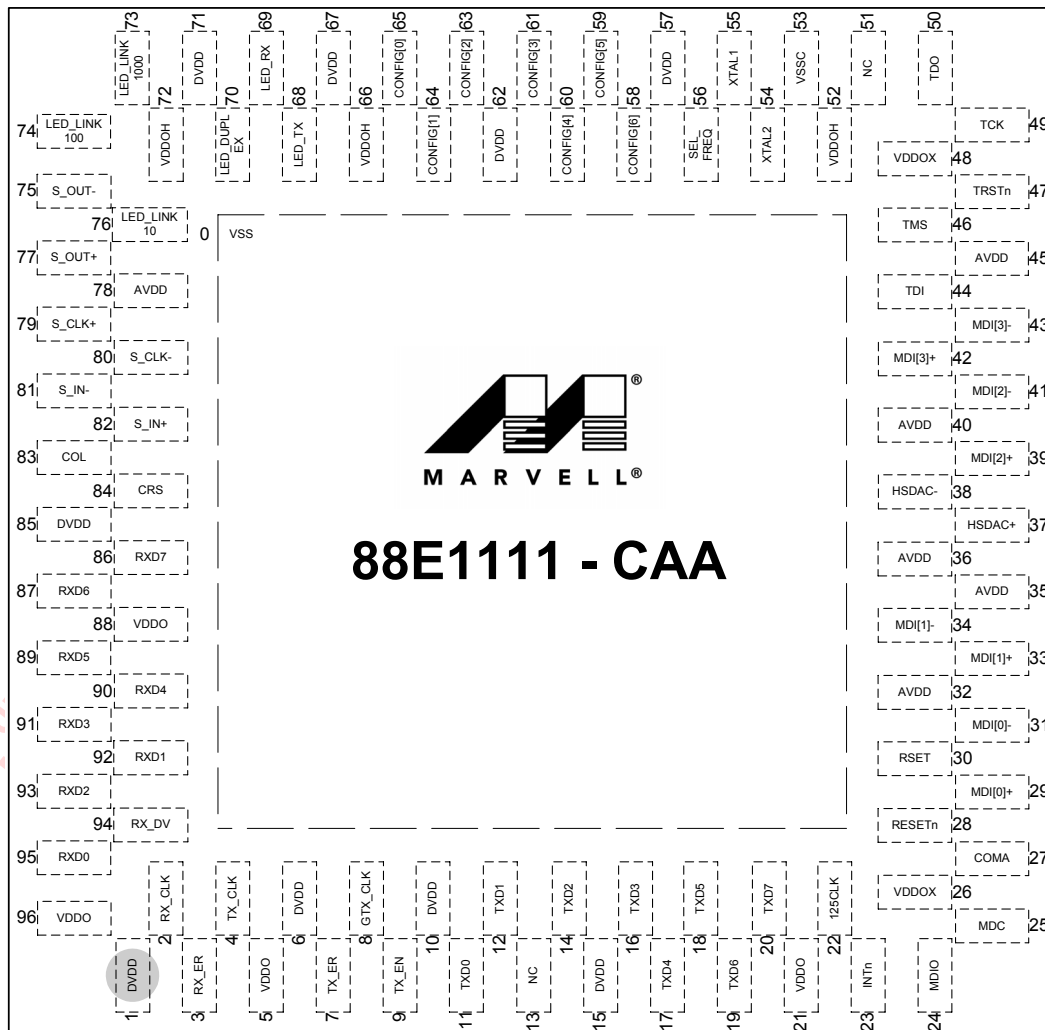 73
71
69
67
65
63
61
59
57
55
53
51
50
LED_LINK
1000
DVDD
LED_RX
DVDD
CONFIG[0]
CONFIG[2]
CONFIG[3]
CONFIG[5]
DVDD
XTAL1
VSSC
NC
TDO
72
70
68
66
64
62
60
58
56
54
52
VDDOH
LED_DUPL
EX
LED_TX
VDDOH
CONFIG[1]
DVDD
CONFIG[4]
CONFIG[6]
SEL_
FREQ
XTAL2
VDDOH
74 LED_LINK
100
75 S_OUT-
76 LED_LINK
10
77 S_OUT+
78 AVDD
79 S_CLK+
80 S_CLK-
81 S_IN-
82 S_IN+
83 COL
84 CRS
85 DVDD
86 RXD7
87 RXD6
88 VDDO
89 RXD5
90 RXD4
91 RXD3
92 RXD1
93 RXD2
94 RX_DV
95 RXD0
96 VDDO
0 VSS
MARVELL®
®
88E1111 - CAA
TCK 49
VDDOX 48
TRSTn 47
TMS 46
AVDD 45
TDI 44
MDI[3]- 43
MDI[3]+ 42
MDI[2]- 41
AVDD 40
MDI[2]+ 39
HSDAC- 38
HSDAC+ 37
AVDD 36
AVDD 35
MDI[1]- 34
MDI[1]+ 33
AVDD 32
MDI[0]- 31
RSET 30
MDI[0]+ 29
RESETn 28
COMA 27
VDDOX 26
MDC 25
RX_CLK
TX_CLK
DVDD
GTX_CLK
DVDD
TXD1
TXD2
TXD3
TXD5
TXD7
125CLK
2
4
6
8
10
12
14
16
18
20
22
DVDD
RX_ER
VDDO
TX_ER
TX_EN
TXD0
NC
DVDD
TXD4
TXD6
VDDO
INTn
MDIO
1
3
5
7
9
11
13
15
17
19
21
23
24